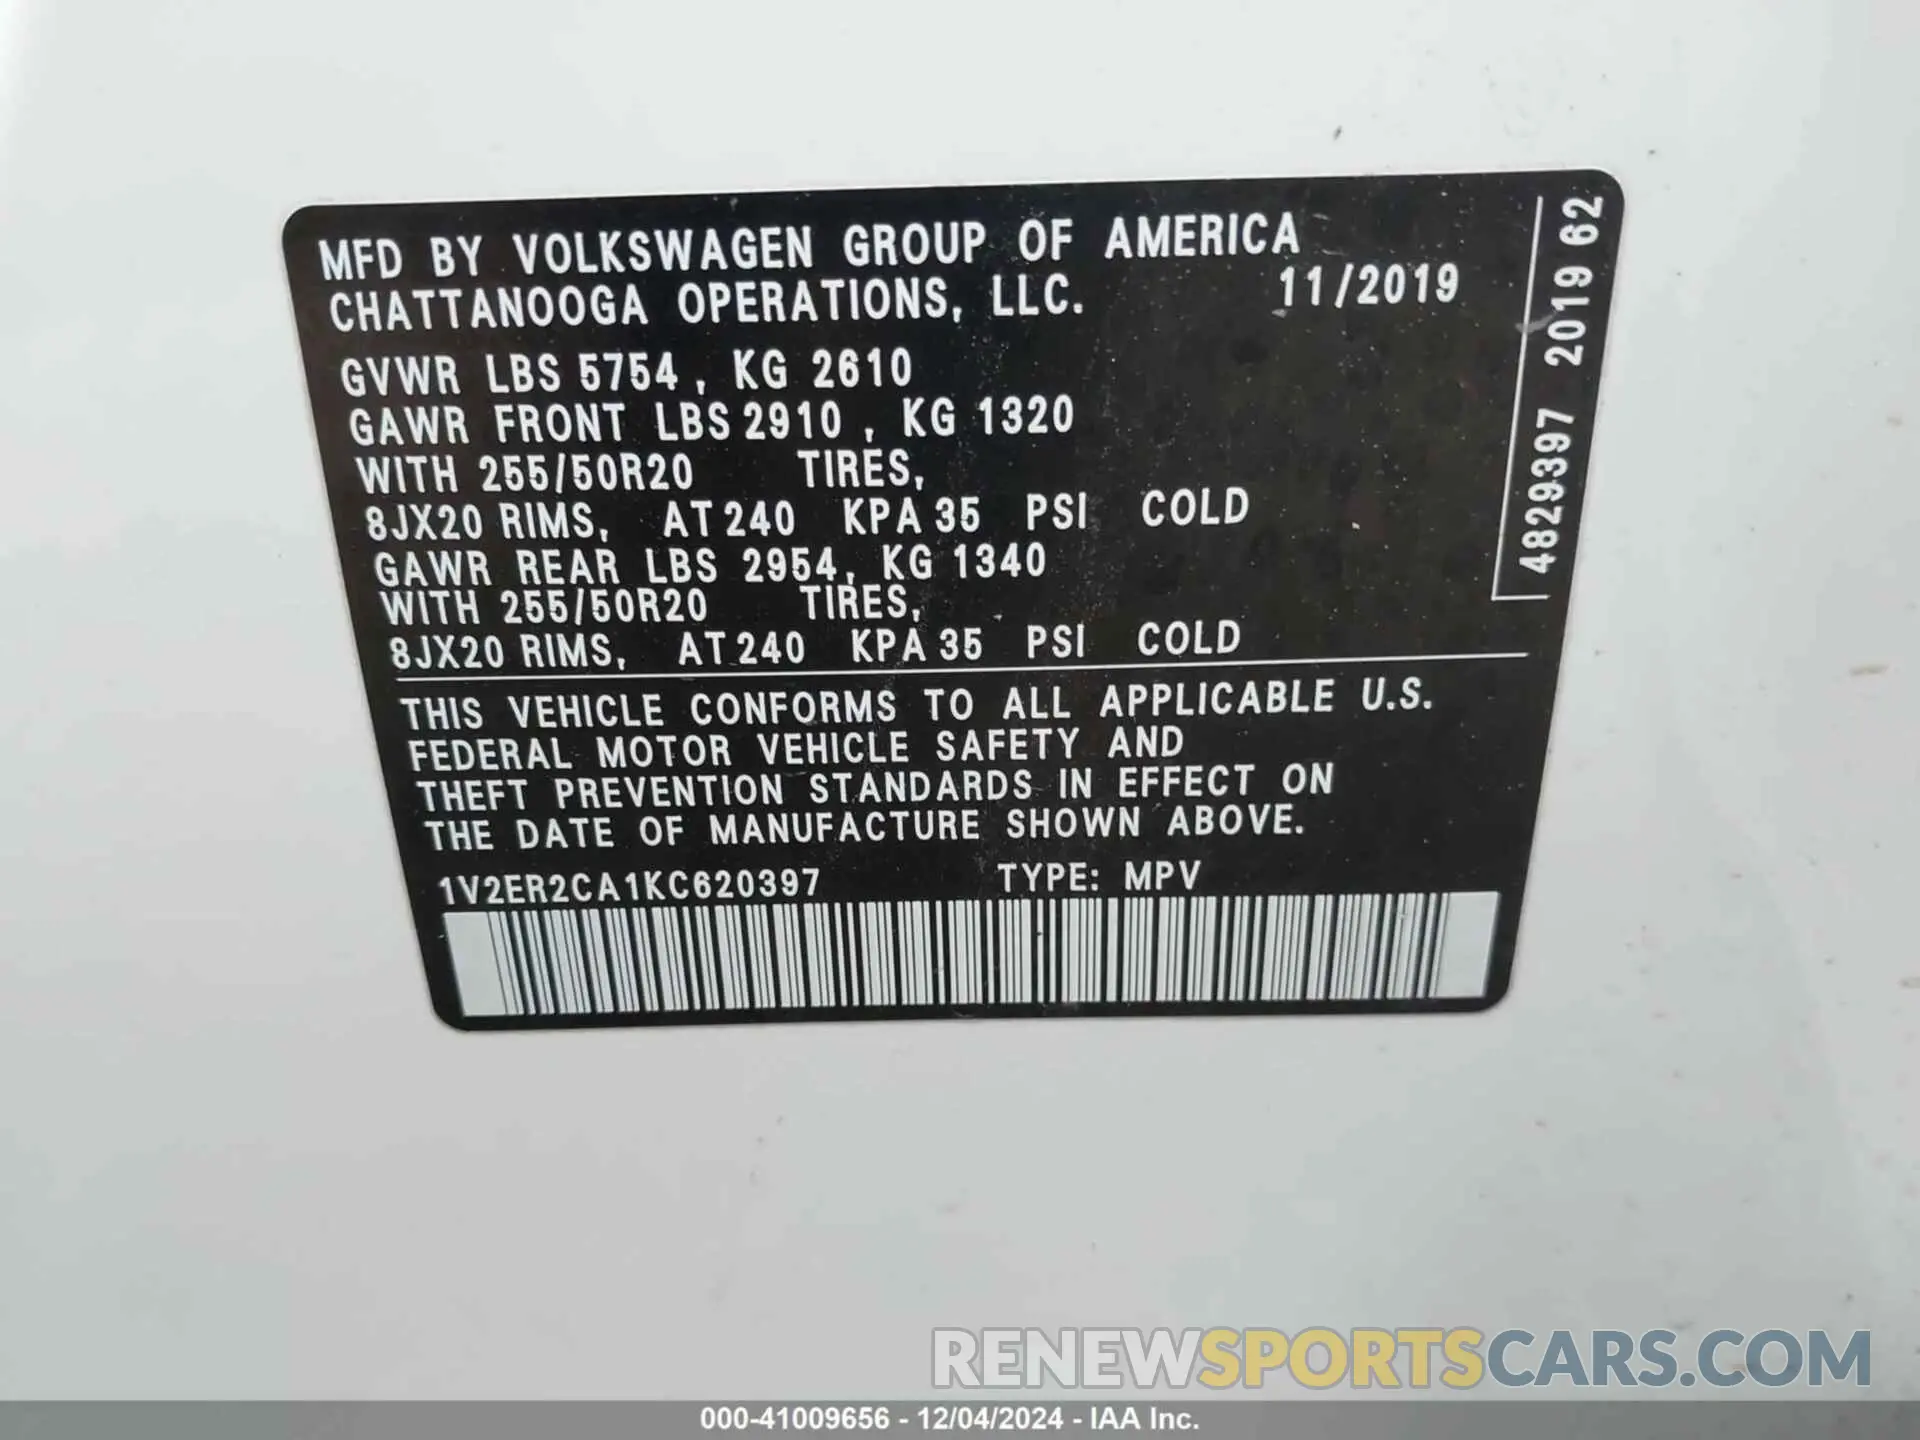 MFD BY VOLKSWAGEN GROUP OF AMERICA
CHATTANOOGA OPERATIONS, LLC. 11/2019
GVWR LBS 5754, KG 2610
GAWR FRONT LBS 2910, KG 1320
WITH 255/50R20 TIRES,
8JX20 RIMS, AT 240 KPA 35 PSI COLD
GAWR REAR LBS 2954, KG 1340
WITH 255/50R20 TIRES,
8JX20 RIMS, AT 240 KPA 35 PSI COLD
THIS VEHICLE CONFORMS TO ALL APPLICABLE U.S.
FEDERAL MOTOR VEHICLE SAFETY AND
THEFT PREVENTION STANDARDS IN EFFECT ON
THE DATE OF MANUFACTURE SHOWN ABOVE.
1V2ER2CA1KC620397 TYPE: MPV
4829397 2019 62
RENEWSPORTSCARS.COM
000-41009656 - 12/04/2024 - IAA Inc.